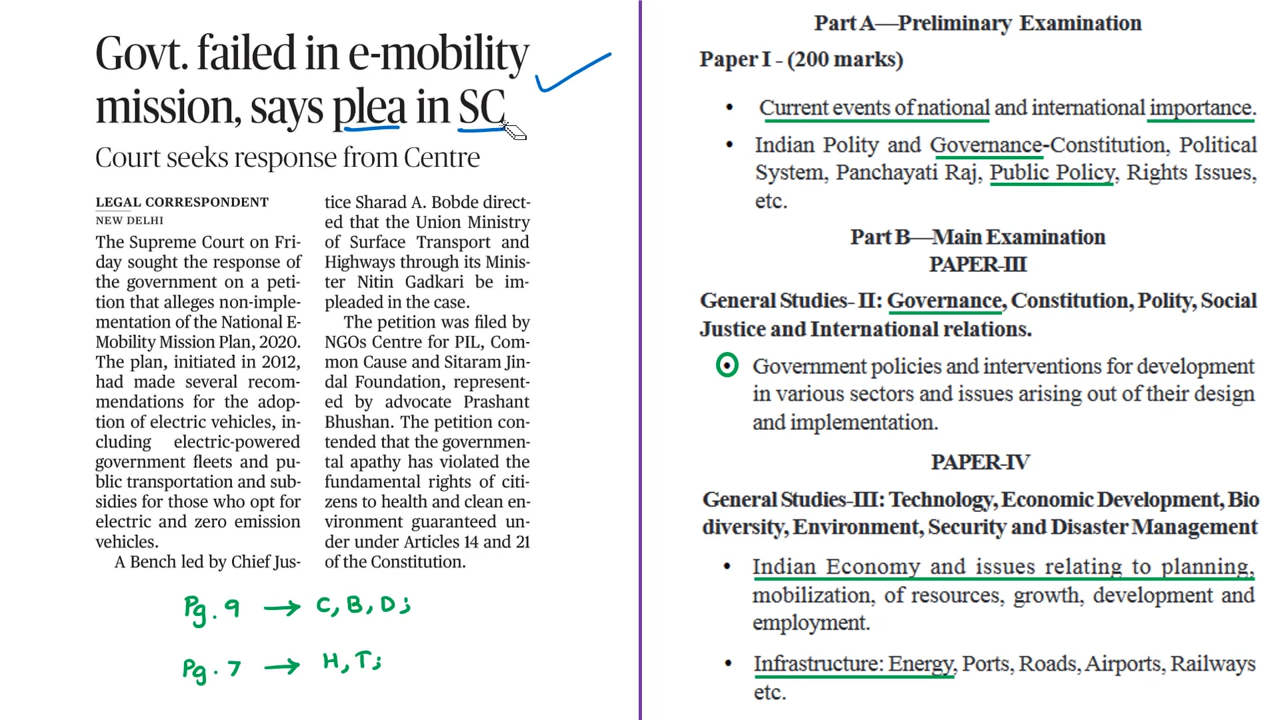 Govt. failed in e-mobility
mission, says plea in SC
Court seeks response from Centre
LEGAL CORRESPONDENT
NEW DELHI
The Supreme Court on Fri-
day sought the response of
the government on a peti-
tion that alleges non-imple-
mentation of the National E-
Mobility Mission Plan, 2020.
The plan, initiated in 2012,
had made several recom-
mendations for the adop-
tion of electric vehicles, in-
cluding electric-powered
government fleets and pu-
blic transportation and sub-
sidies for those who opt for
electric and zero emission
vehicles.
A Bench led by Chief Jus-
tice Sharad A. Bobde direct-
ed that the Union Ministry
of Surface Transport and
Highways through its Minis-
ter Nitin Gadkari be im-
pleaded in the case.
The petition was filed by
NGOs Centre for PIL, Com-
mon Cause and Sitaram Jin-
dal Foundation, represent-
ed by advocate Prashant
Bhushan. The petition con-
tended that the governmen-
tal apathy has violated the
fundamental rights of citi-
zens to health and clean en-
vironment guaranteed un-
der under Articles 14 and 21
of the Constitution.
Pg. 9 → C, B, D;
Pg. 7 → H, T;
Part A—Preliminary Examination
Paper I - (200 marks)
• Current events of national and international importance.
• Indian Polity and Governance-Constitution, Political
System, Panchayati Raj, Public Policy, Rights Issues,
etc.
Part B—Main Examination
PAPER-III
General Studies- II: Governance, Constitution, Polity, Social
Justice and International relations.
• Government policies and interventions for development
in various sectors and issues arising out of their design
and implementation.
PAPER-IV
General Studies-III: Technology, Economic Development, Bio
diversity, Environment, Security and Disaster Management
• Indian Economy and issues relating to planning,
mobilization, of resources, growth, development and
employment.
• Infrastructure: Energy, Ports, Roads, Airports, Railways
etc.